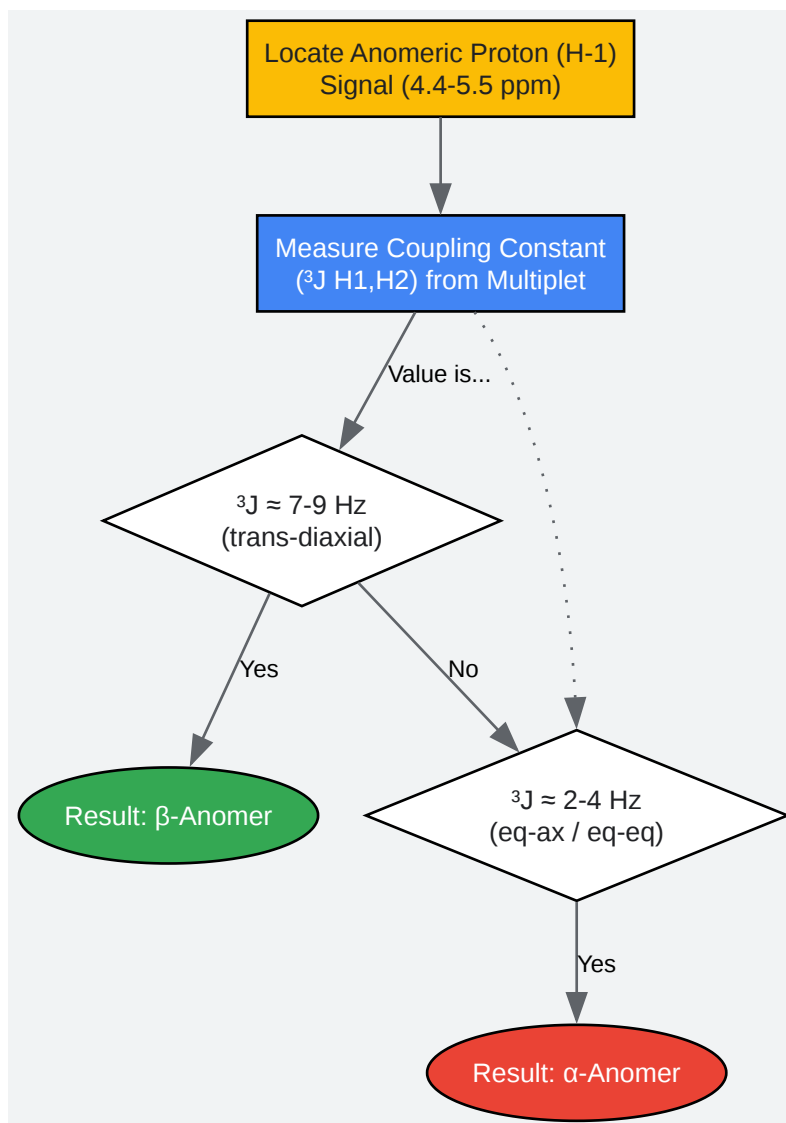 Locate Anomeric Proton (H-1)
Signal (4.4-5.5 ppm)
Measure Coupling Constant
(³J H1,H2) from Multiplet
Value is...
³J ≈ 7-9 Hz
(trans-diaxial)
Yes
No
Result: β-Anomer
³J ≈ 2-4 Hz
(eq-ax / eq-eq)
Yes
Result: α-Anomer